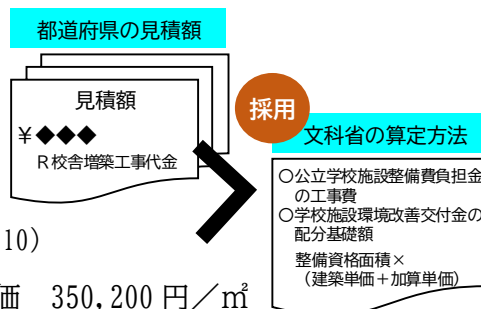 都道府県の見積額
見積額
¥◆◆◆
R校舎増築工事代金
採用
文科省の算定方法
○公立学校施設整備費負担金
の工事費
○学校施設環境改善交付金の
配分基礎額
整備資格面積×
(建築単価+加算単価)
10)
価 350,200円/㎡